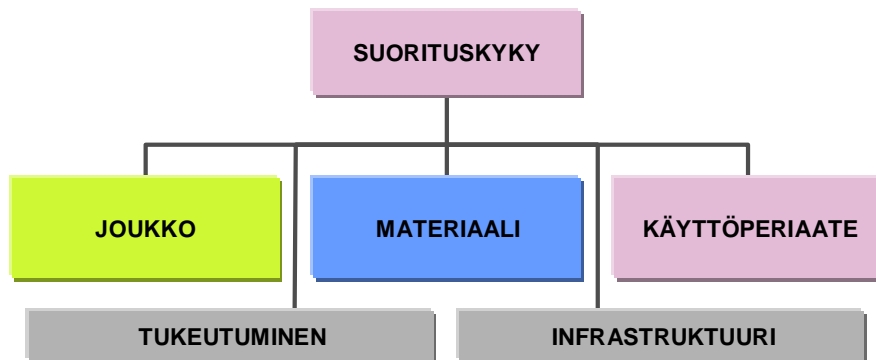 SUORITUSKYKY
JOUKKO
MATERIAALI
KÄYTTÖPERIAATE
TUKEUTUMINEN
INFRASTRUKTUURI